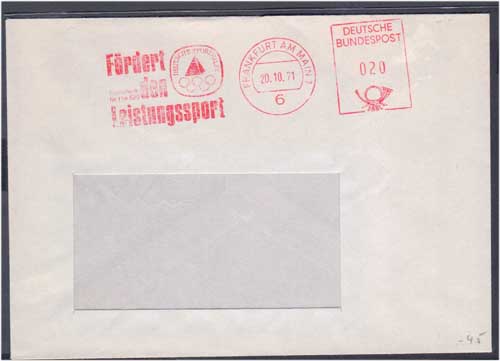 Fördert
den
Leistungssport
FRANKFURT AM MAIN 1
20.10.71
6
DEUTSCHE
BUNDESPOST
020
-45